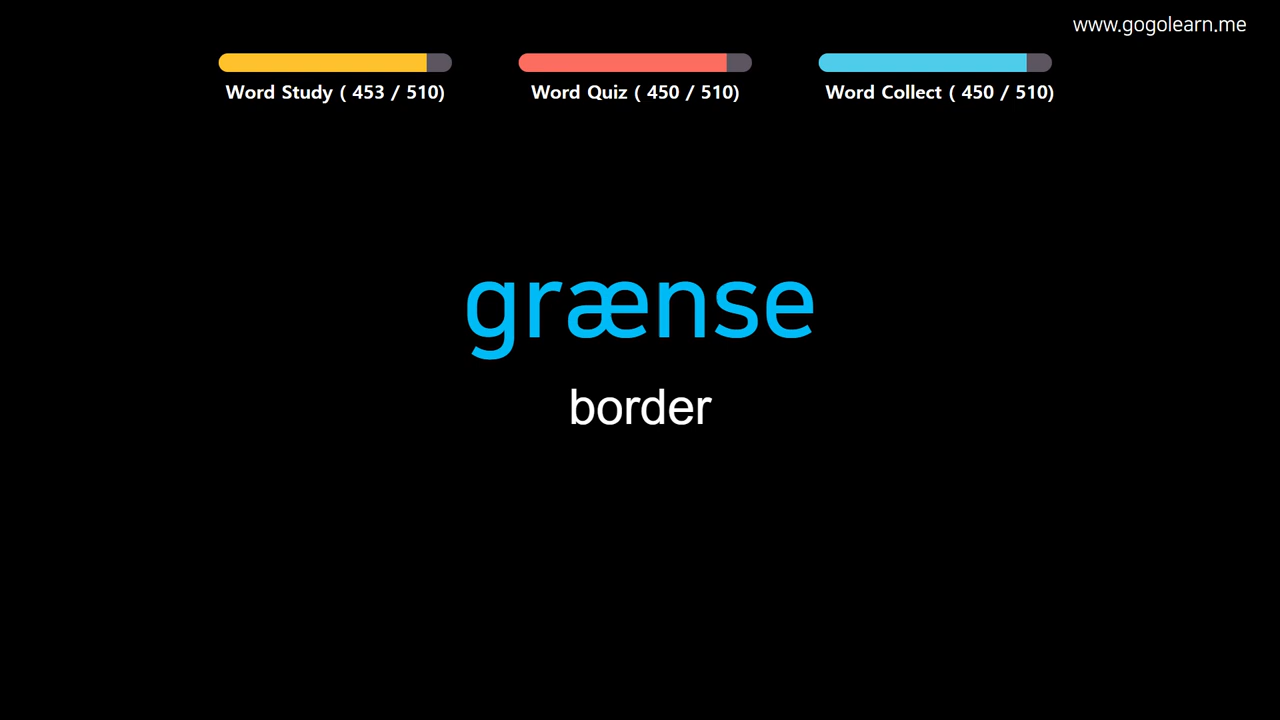 www.gogolearn.me
Word Study ( 453 / 510)
Word Quiz ( 450 / 510)
Word Collect ( 450 / 510)
grænse
border